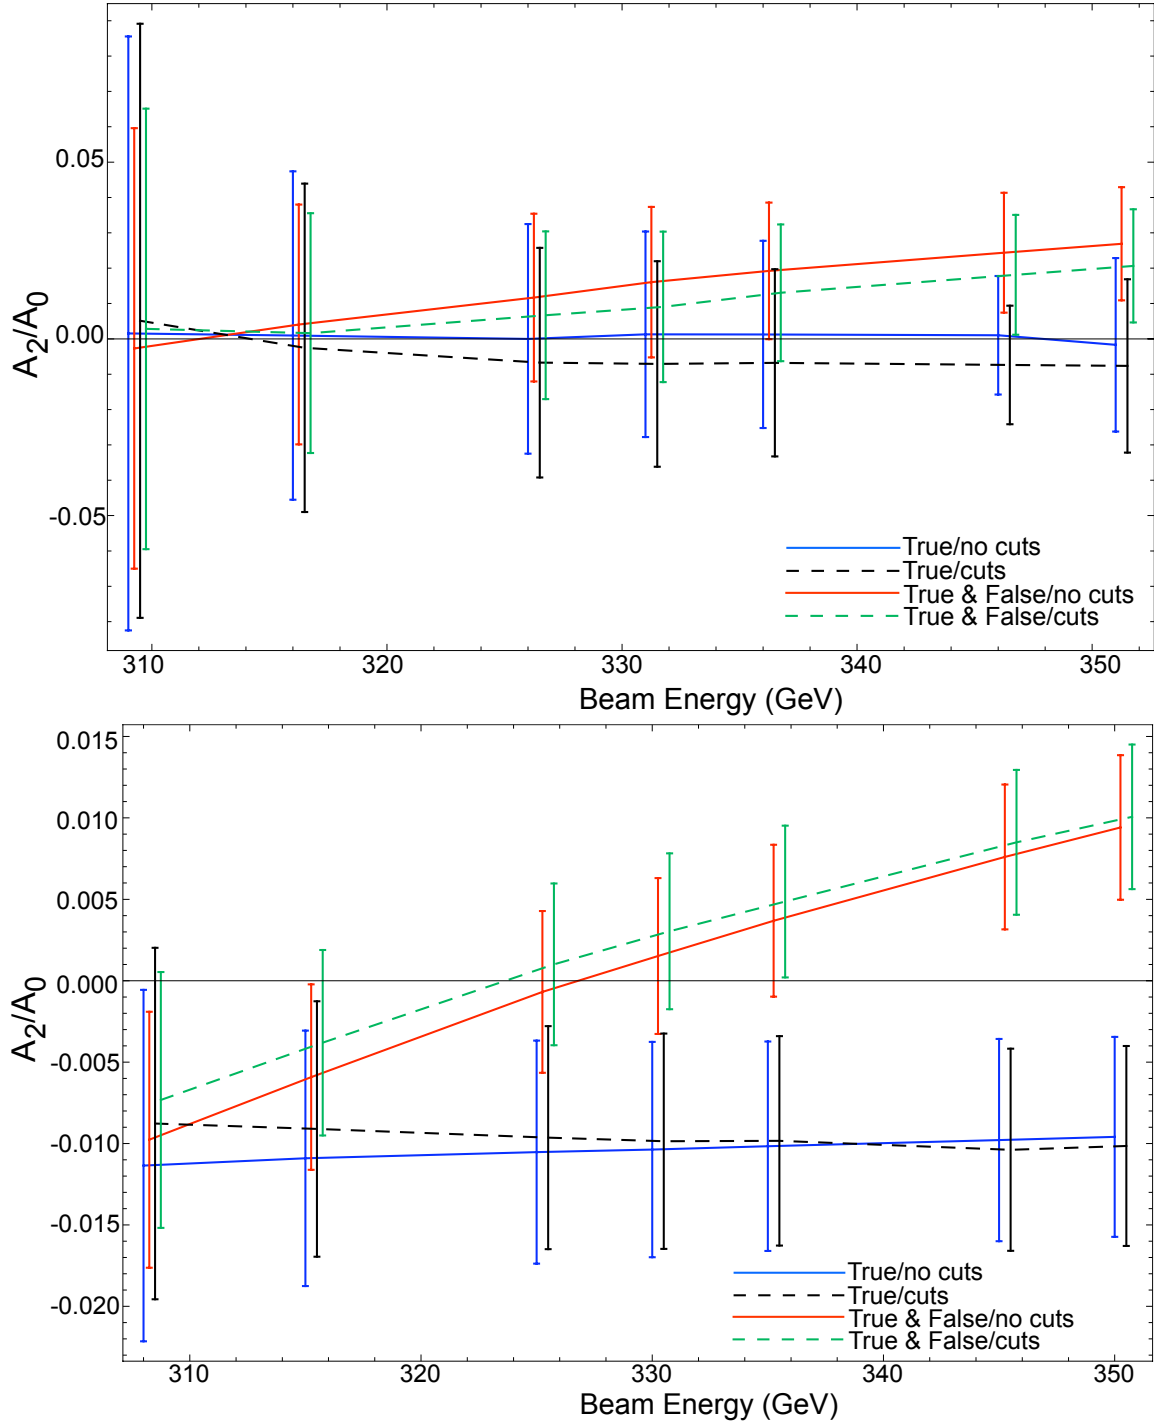 0.05
0.00
-0.05
A2/A0
True/no cuts
True/cuts
True & False/no cuts
True & False/cuts
310 320 330 340 350
Beam Energy (GeV)
0.015
0.010
0.005
0.000
-0.005
-0.010
-0.015
-0.020
A2/A0
True/no cuts
True/cuts
True & False/no cuts
True & False/cuts
310 320 330 340 350
Beam Energy (GeV)